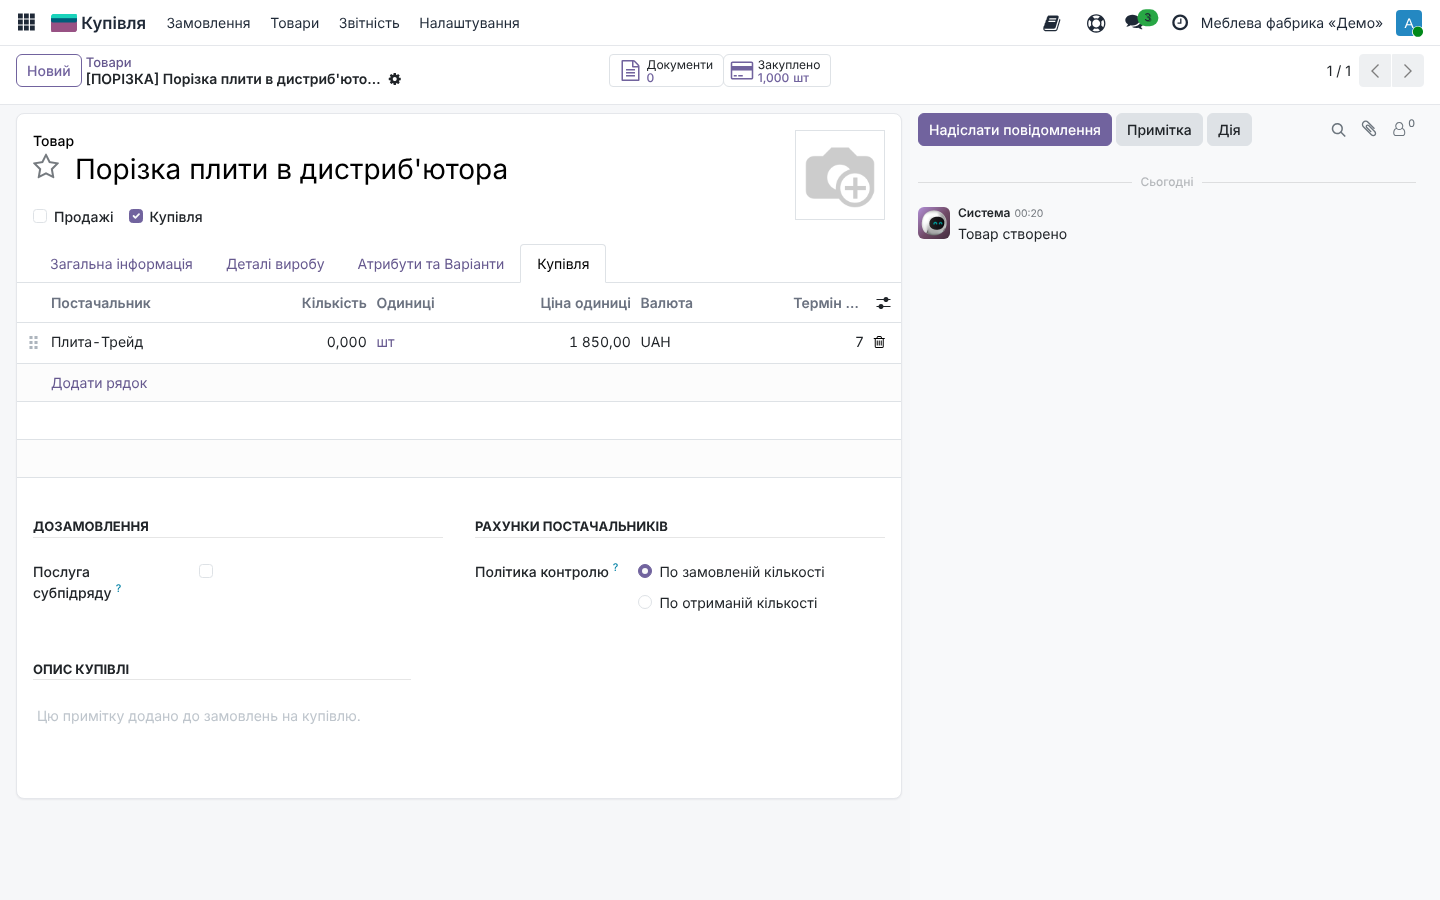 Купівля
Замовлення
Товари
Звітність
Налаштування
3
Меблева фабрика «Демо»
A
Новий
Товари
[ПОРІЗКА] Порізка плити в дистриб'юто...
Документи
0
Закуплено
1,000 шт
1 / 1
Товар
Порізка плити в дистриб'ютора
Продажі
Купівля
Загальна інформація
Деталі виробу
Атрибути та Варіанти
Купівля
Постачальник Кількість Одиниці Ціна одиниці Валюта Термін ...
Плита-Трейд 0,000 шт 1 850,00 UAH 7
Додати рядок
ДОЗАМОВЛЕННЯ
Послуга
субпідряду ?
РАХУНКИ ПОСТАЧАЛЬНИКІВ
Політика контролю ?
По замовленій кількості
По отриманій кількості
ОПИС КУПІВЛІ
Цю примітку додано до замовлень на купівлю.
Надіслати повідомлення
Примітка
Дія
0
Сьогодні
Система 00:20
Товар створено